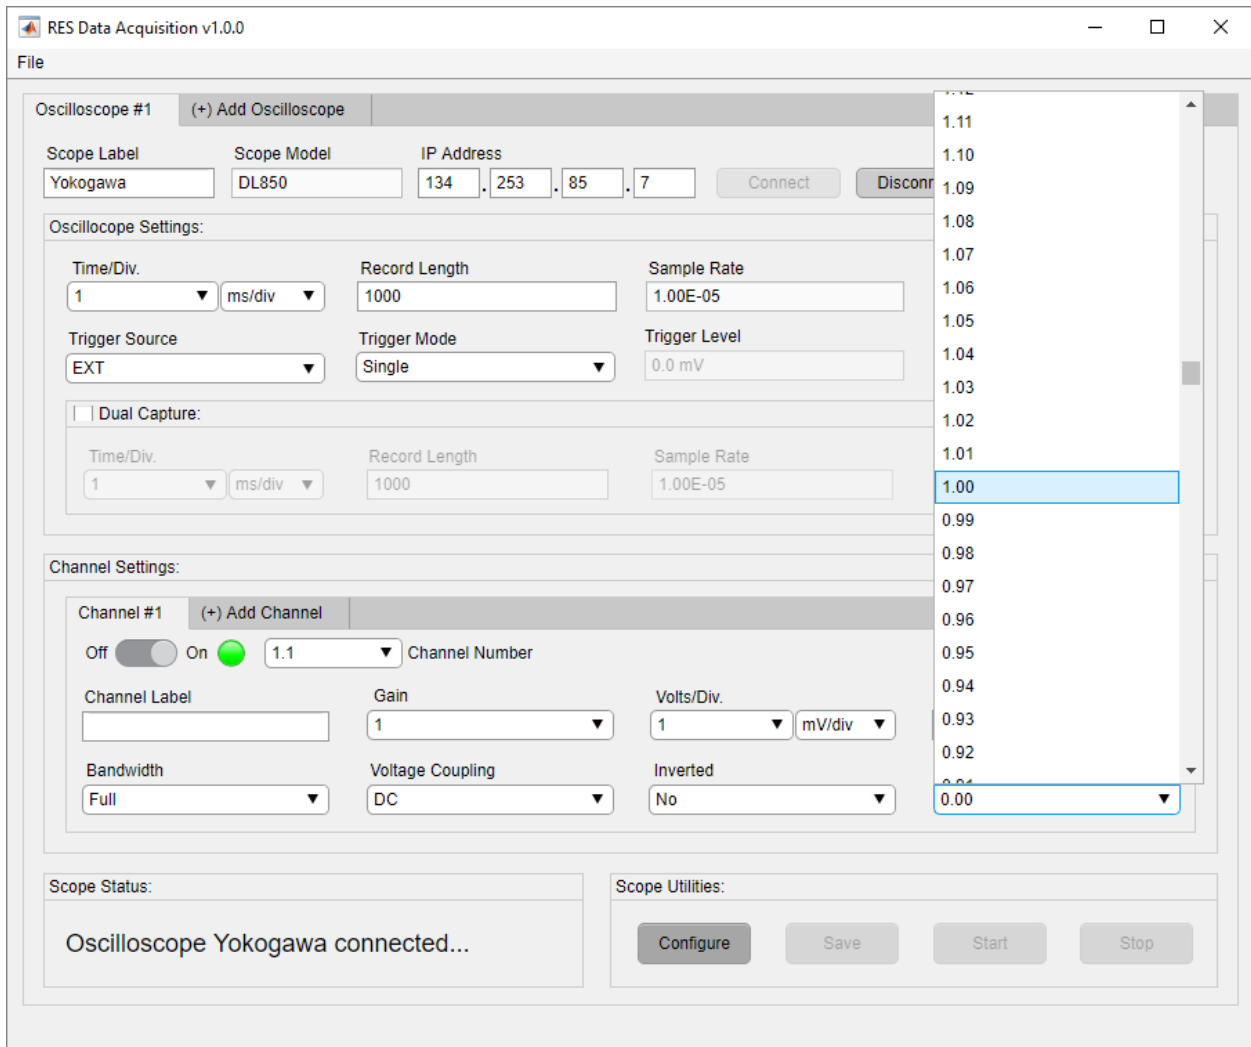 RES Data Acquisition v1.0.0
File
Oscilloscope #1 (+) Add Oscilloscope
Scope Label Scope Model IP Address
Yokogawa DL850 134 . 253 . 85 . 7 Connect Disconn
Oscillocope Settings:
Time/Div. Record Length Sample Rate
1 ms/div 1000 1.00E-05
Trigger Source Trigger Mode Trigger Level
EXT Single 0.0 mV
Dual Capture:
Time/Div. Record Length Sample Rate
1 ms/div 1000 1.00E-05
Channel Settings:
Channel #1 (+) Add Channel
Off On 1.1 Channel Number
Channel Label Gain Volts/Div.
1 1 mV/div
Bandwidth Voltage Coupling Inverted
Full DC No 0.00
1.12
1.11
1.10
1.09
1.08
1.07
1.06
1.05
1.04
1.03
1.02
1.01
1.00
0.99
0.98
0.97
0.96
0.95
0.94
0.93
0.92
0.91
Scope Status:
Oscilloscope Yokogawa connected...
Scope Utilities:
Configure Save Start Stop